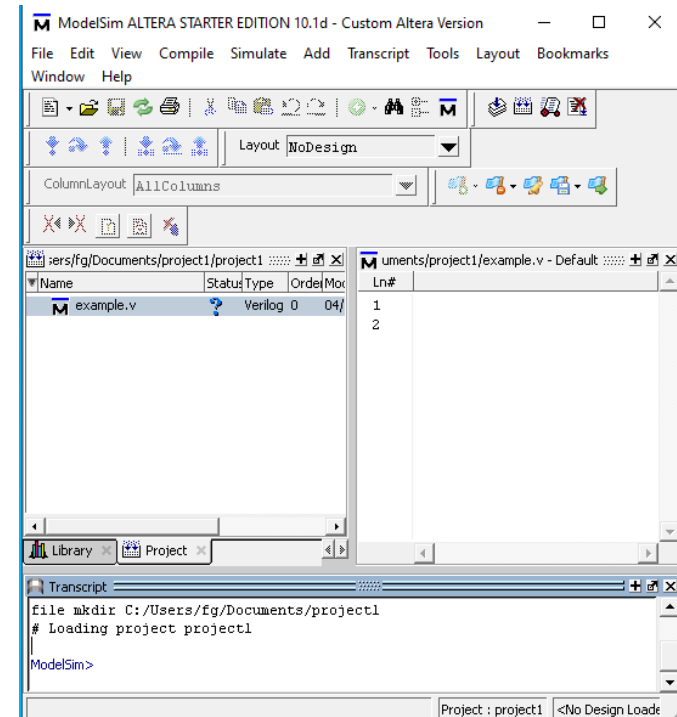 ModelSim ALTERA STARTER EDITION 10.1d - Custom Altera Version
File Edit View Compile Simulate Add Transcript Tools Layout Bookmarks
Window Help
Layout NoDesign
ColumnLayout AllColumns
sers/fg/Documents/project1/project1
uments/project1/example.v - Default
Name Status Type Order Mod
Ln#
example.v Verilog 0 04/
1
2
Library Project
Transcript
file mkdir C:/Users/fg/Documents/project1
# Loading project project1
ModelSim>
Project : project1 <No Design Loade